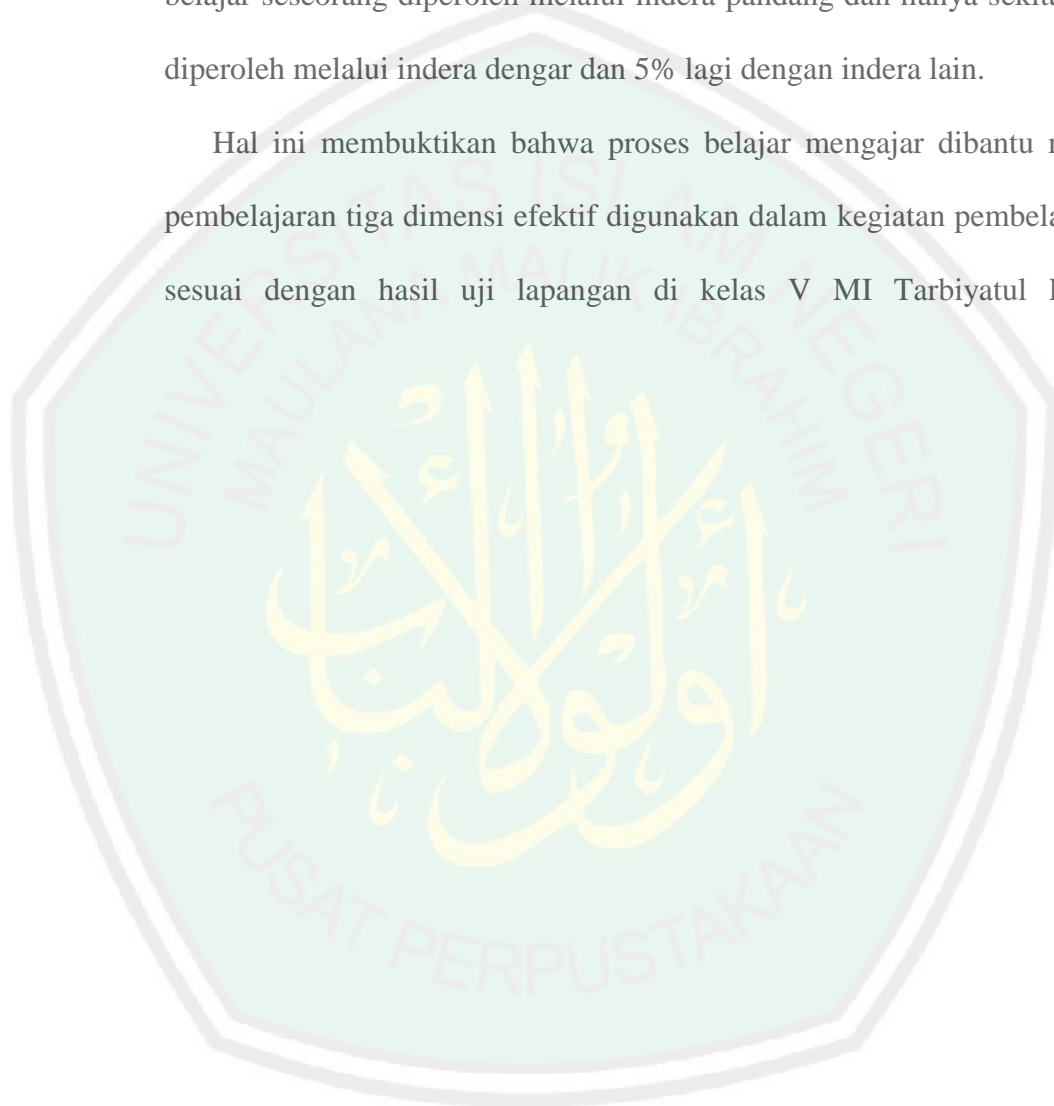 belajar seseorang diperoleh melalui indera pandang dan hanya
diperoleh melalui indera dengar dan 5% lagi dengan indera lain.
Hal ini membuktikan bahwa proses belajar mengajar dibantu
pembelajaran tiga dimensi efektif digunakan dalam kegiatan
sesuai dengan hasil uji lapangan di kelas V MI Tarbiyatul
UNIVERSITAS ISLAM NEGERI
MAULANA MALIK IBRAHIM
أولوا الألباب
PUSAT PERPUSTAKAAN